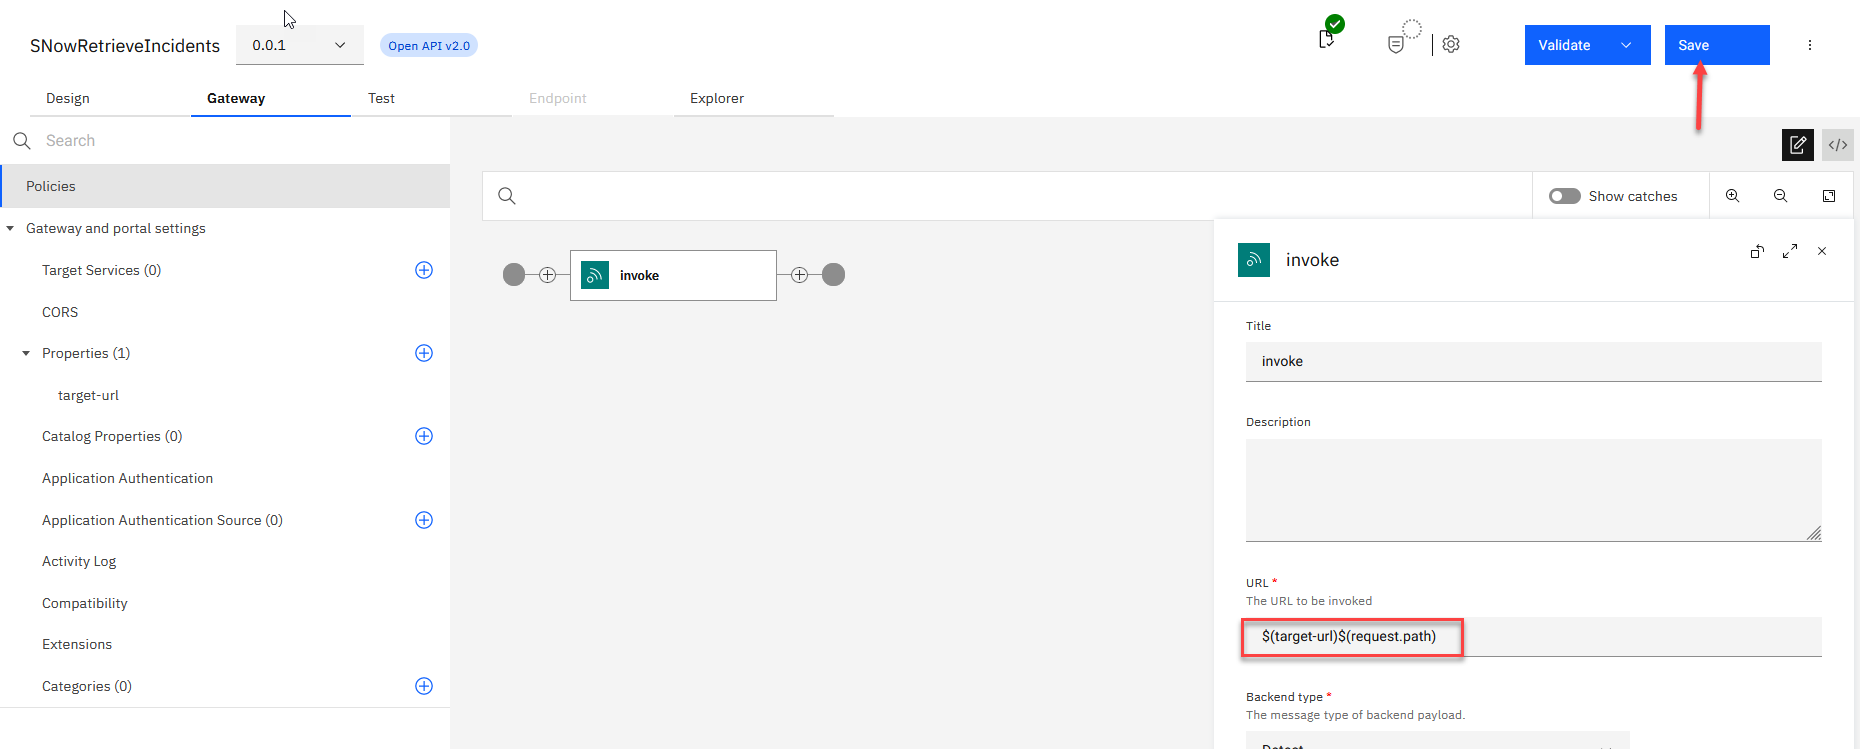 SNowRetrieveIncidents
0.0.1
Open API v2.0
Validate
Save
Design
Gateway
Test
Endpoint
Explorer
Search
Policies
Gateway and portal settings
Target Services (0)
CORS
Properties (1)
target-url
Catalog Properties (0)
Application Authentication
Application Authentication Source (0)
Activity Log
Compatibility
Extensions
Categories (0)
</>
Show catches
invoke
invoke
Title
invoke
Description
URL *
The URL to be invoked
$(target-url)$(request.path)
Backend type *
The message type of backend payload.
Detect